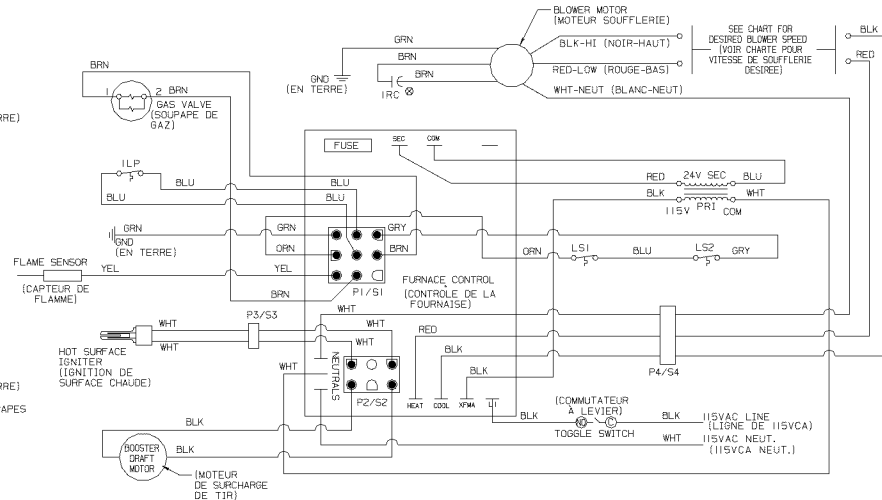 BLOWER MOTOR
(MOTEUR SOUFFLERIE)
GRN
BRN
BRN
GND
(EN TERRE)
1RC
BLK-HI (NOIR-HAUT)
RED-LOW (ROUGE-BAS)
WHT-NEUT (BLANC-NEUT)
SEE CHART FOR
DESIRED BLOWER SPEED
(VOIR CHARTE POUR
VITESSE DE SOUFFLERIE
DESIREE)
BLK
RED
BRN
1
2 BRN
GAS VALVE
(SOUPAPE DE
GAZ)
RRE)
FUSE
SEC
COM
RED
24V SEC
BLU
BLK
WHT
115V
PRI
COM
1LP
BLU
BLU
BLU
BLU
GRN
GND
(EN TERRE)
GRN
GRY
ORN
BRN
ORN
LS1
BLU
LS2
GRY
FLAME SENSOR
YEL
YEL
(CAPTEUR DE
FLAMME)
BRN
P1/S1
FURNACE CONTROL
(CONTROLE DE LA
FOURNAISE)
P3/S3
WHT
WHT
WHT
WHT
WHT
RED
BLK
HOT SURFACE
IGNITER
(IGNITION DE
SURFACE CHAUDE)
WHT
NEUTRALS
BLK
P4/S4
RRE)
APES
P2/S2
HEAT
COOL
XFMA
L1
BLK
(COMMUTATEUR
À LEVIER)
TOGGLE SWITCH
BLK
115VAC LINE
(LIGNE DE 115VCA)
WHT
115VAC NEUT.
(115VCA NEUT.)
BLK
BLK
BOOSTER
DRAFT
MOTOR
(MOTEUR
DE SURCHARGE
DE TIR)